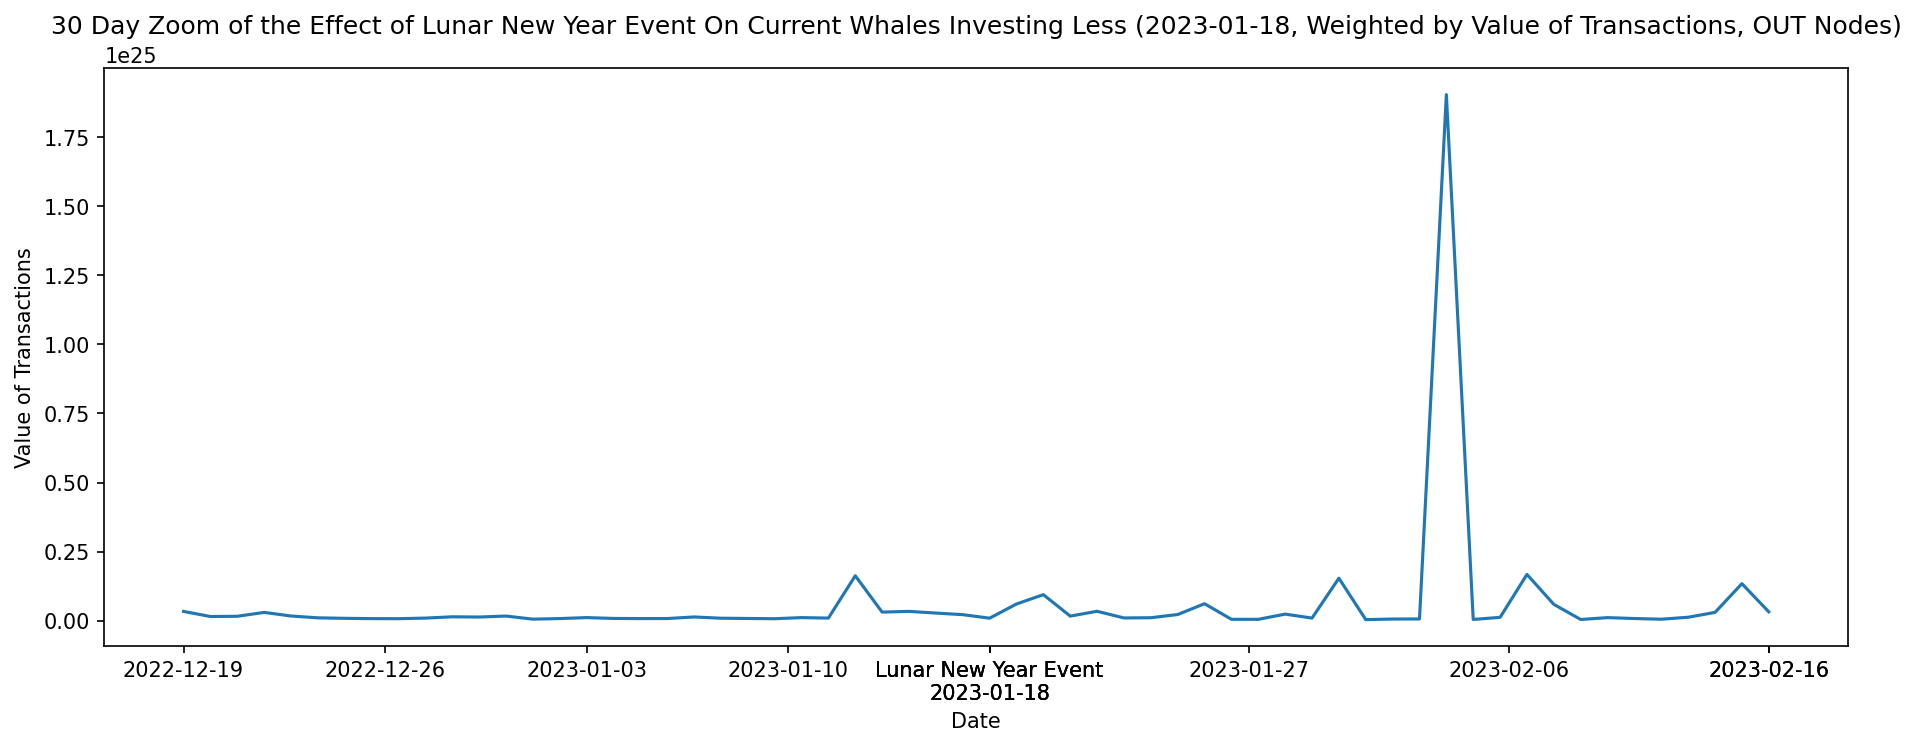 30 Day Zoom of the Effect of Lunar New Year Event On Current Whales Investing Less (2023-01-18, Weighted by Value of Transactions, OUT Nodes)
1e25
1.75
1.50
1.25
1.00
0.75
0.50
0.25
0.00
Value of Transactions
2022-12-19 2022-12-26 2023-01-03 2023-01-10 Lunar New Year Event 2023-01-27 2023-02-06 2023-02-16
2023-01-18
Date